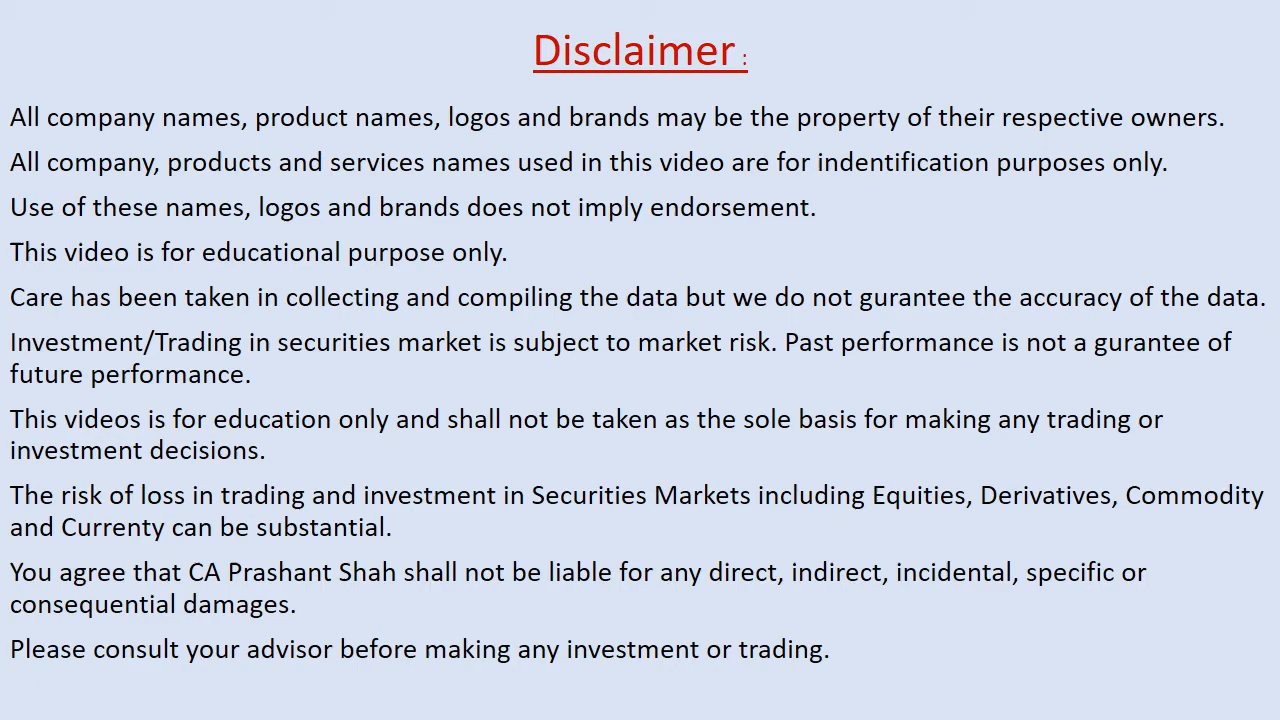 Disclaimer :
All company names, product names, logos and brands may be the property of their respective owners.
All company, products and services names used in this video are for indentification purposes only.
Use of these names, logos and brands does not imply endorsement.
This video is for educational purpose only.
Care has been taken in collecting and compiling the data but we do not gurantee the accuracy of the data.
Investment/Trading in securities market is subject to market risk. Past performance is not a gurantee of
future performance.
This videos is for education only and shall not be taken as the sole basis for making any trading or
investment decisions.
The risk of loss in trading and investment in Securities Markets including Equities, Derivatives, Commodity
and Currenty can be substantial.
You agree that CA Prashant Shah shall not be liable for any direct, indirect, incidental, specific or
consequential damages.
Please consult your advisor before making any investment or trading.